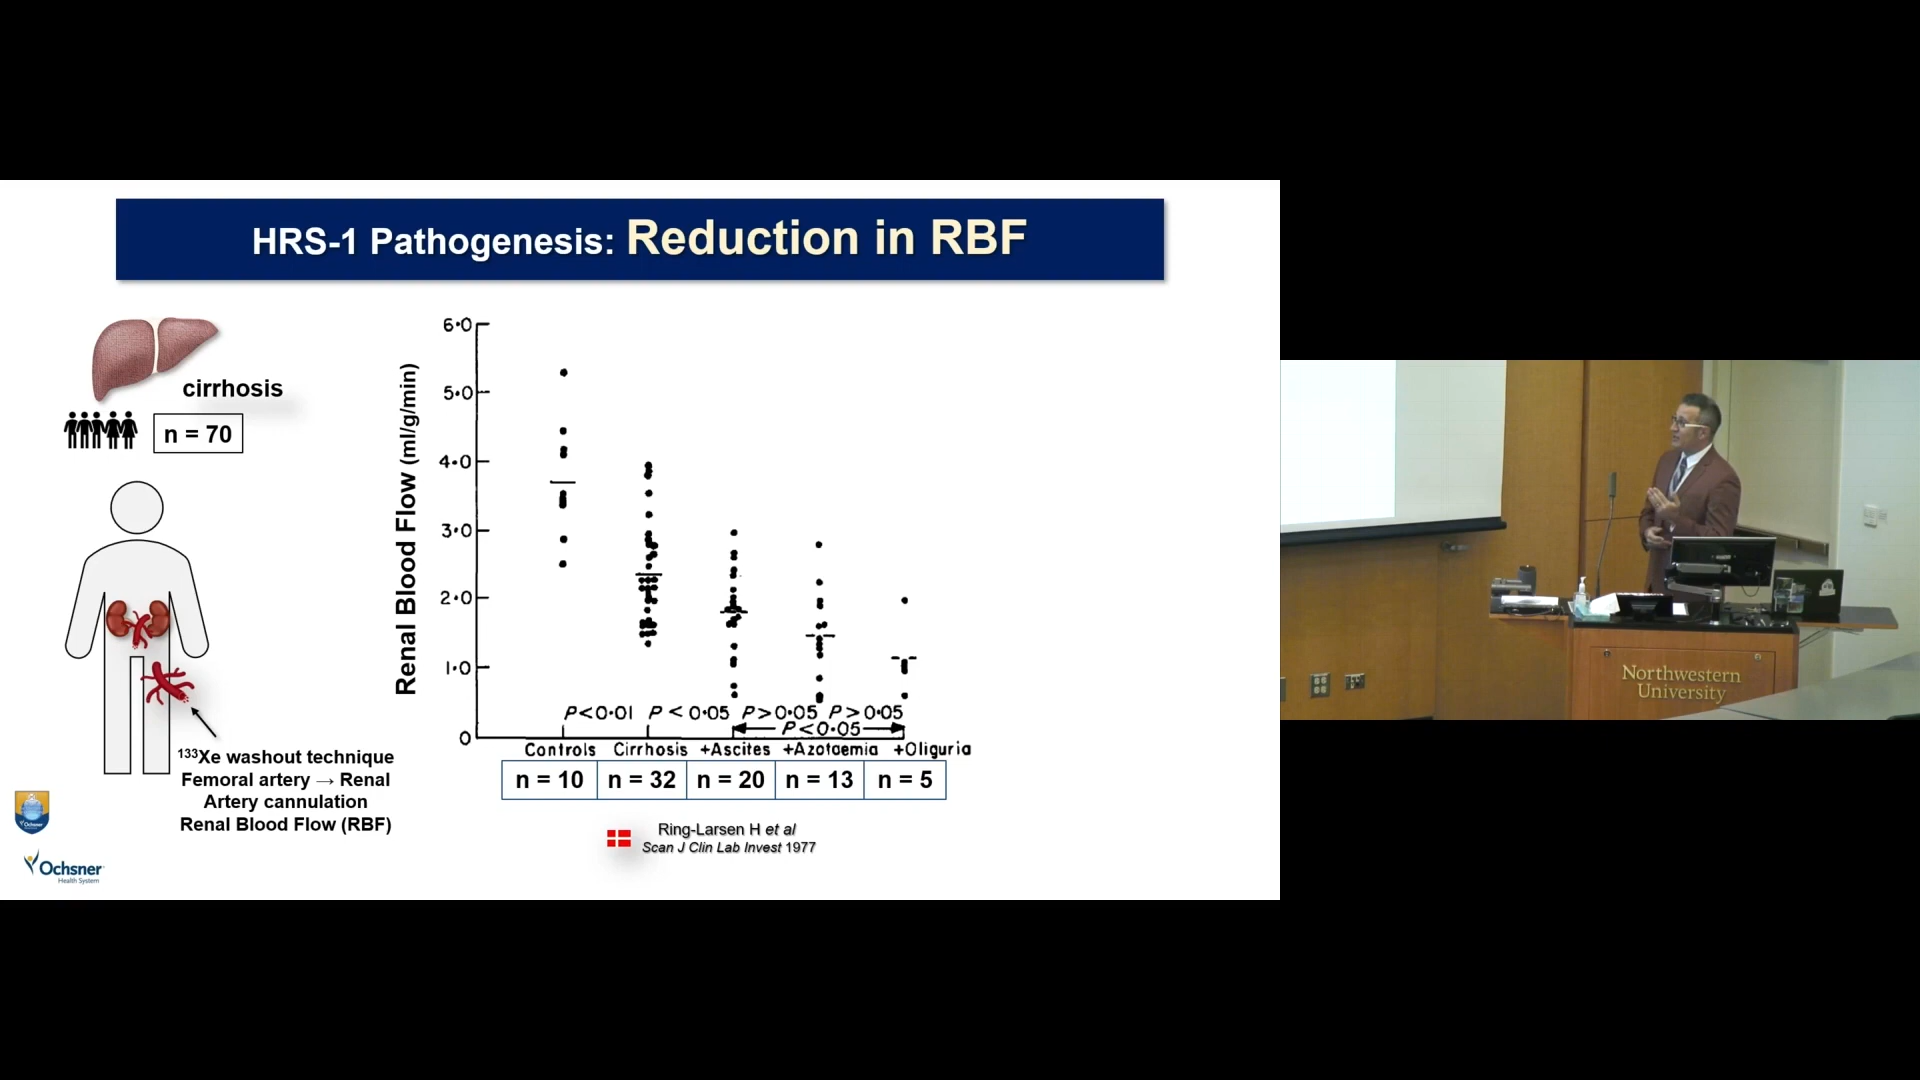 HRS-1 Pathogenesis: Reduction in RBF
cirrhosis
n = 70
133Xe washout technique
Femoral artery → Renal
Artery cannulation
Renal Blood Flow (RBF)
Ochsner
Health System
Renal Blood Flow (ml/g/min)
6·0
5·0
4·0
3·0
2·0
1·0
0
P<0·01 P < 0·05 P>0·05 P>0·05
P<0·05
Controls Cirrhosis +Ascites +Azotaemia +Oliguria
n = 10 n = 32 n = 20 n = 13 n = 5
Ring-Larsen H et al
Scan J Clin Lab Invest 1977
Northwestern
University